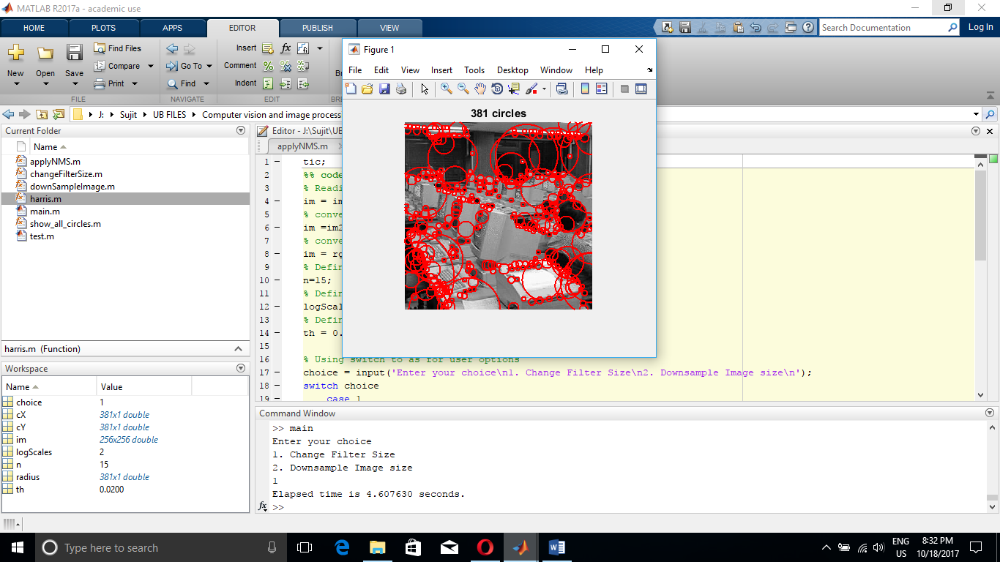 MATLAB R2017a - academic use
HOME PLOTS APPS EDITOR PUBLISH VIEW
Search Documentation Log In
New Open Save
Find Files
Compare
Print
Go To
Find
Insert fx
Comment
Indent
FILE NAVIGATE EDIT
J: Sujit UB FILES Computer vision and image process
Current Folder
Name
applyNMS.m
changeFilterSize.m
downSampleImage.m
harris.m
main.m
show_all_circles.m
test.m
harris.m (Function)
Workspace
Name Value
choice 1
cX 381x1 double
cY 381x1 double
im 256x256 double
logScales 2
n 15
radius 381x1 double
th 0.0200
Editor - J:\Sujit\UB
applyNMS.m
1 tic;
2 %% code
3 % Readi
4 im = im
5 % conve
6 im =im2
7 % conve
8 im = rg
9 % Defin
10 n=15;
11 % Defin
12 logScal
13 % Defin
14 th = 0.
15
16 % Using switch to as for user options
17 choice = input('Enter your choice\n1. Change Filter Size\n2. Downsample Image size\n');
18 switch choice
19 case 1
Figure 1
File Edit View Insert Tools Desktop Window Help
381 circles
Command Window
>> main
Enter your choice
1. Change Filter Size
2. Downsample Image size
1
Elapsed time is 4.607630 seconds.
fx >>
Type here to search
ENG
US
8:32 PM
10/18/2017